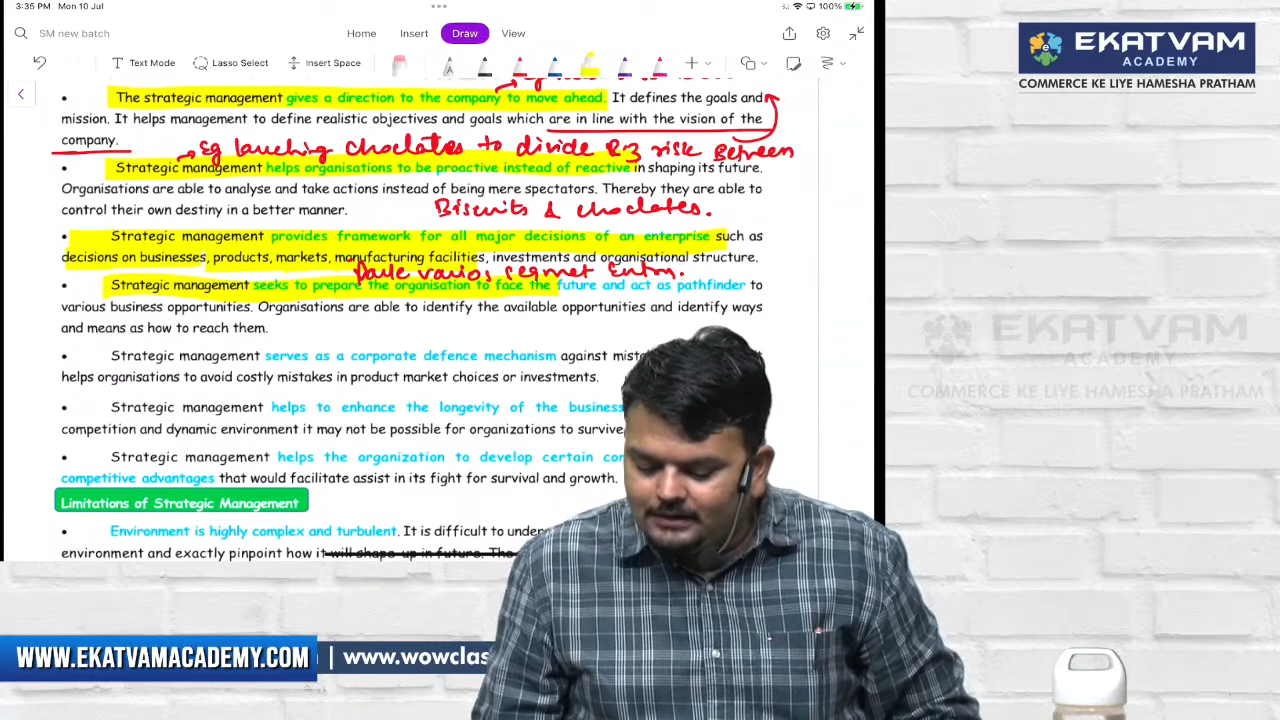 3:35 PM Mon 10 Jul
100%
SM new batch
Home Insert Draw View
Text Mode Lasso Select Insert Space
EKATVAM
ACADEMY
COMMERCE KE LIYE HAMESHA PRATHAM
• The strategic management gives a direction to the company to move ahead. It defines the goals and
mission. It helps management to define realistic objectives and goals which are in line with the vision of the
company.
Eg lauching choclates to divide risk Between
• Strategic management helps organisations to be proactive instead of reactive in shaping its future.
Organisations are able to analyse and take actions instead of being mere spectators. Thereby they are able to
control their own destiny in a better manner.
Biscuits & choclates.
• Strategic management provides framework for all major decisions of an enterprise such as
decisions on businesses, products, markets, manufacturing facilities, investments and organisational structure.
segmet Entry.
• Strategic management seeks to prepare the organisation to face the future and act as pathfinder to
various business opportunities. Organisations are able to identify the available opportunities and identify ways
and means as how to reach them.
• Strategic management serves as a corporate defence mechanism against
helps organisations to avoid costly mistakes in product market choices or investments.
• Strategic management helps to enhance the longevity of the business
competition and dynamic environment it may not be possible for organizations to survive
• Strategic management helps the organization to develop certain
competitive advantages that would facilitate assist in its fight for survival and growth.
Limitations of Strategic Management
• Environment is highly complex and turbulent. It is difficult to
environment and exactly pinpoint how it will shape up in future. The
EKATVAM
ACADEMY
COMMERCE KE LIYE HAMESHA PRATHAM
WWW.EKATVAMACADEMY.COM | www.wowclas